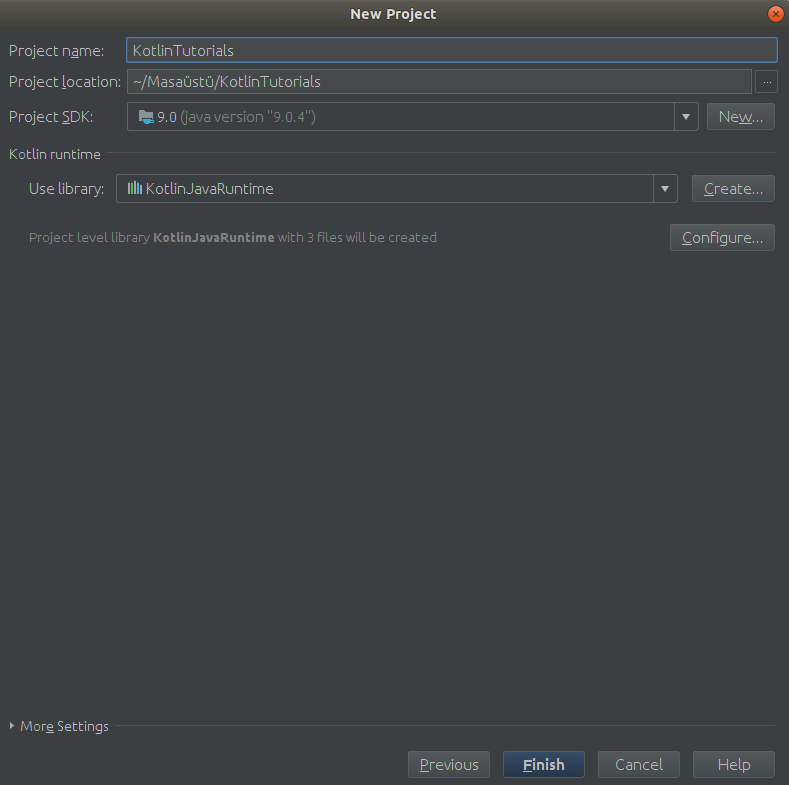 New Project
Project name: KotlinTutorials
Project location: ~/Masaüstü/KotlinTutorials ...
Project SDK: 9.0 (java version "9.0.4") New...
Kotlin runtime
Use library: KotlinJavaRuntime Create...
Project level library KotlinJavaRuntime with 3 files will be created Configure...
More Settings
Previous Finish Cancel Help